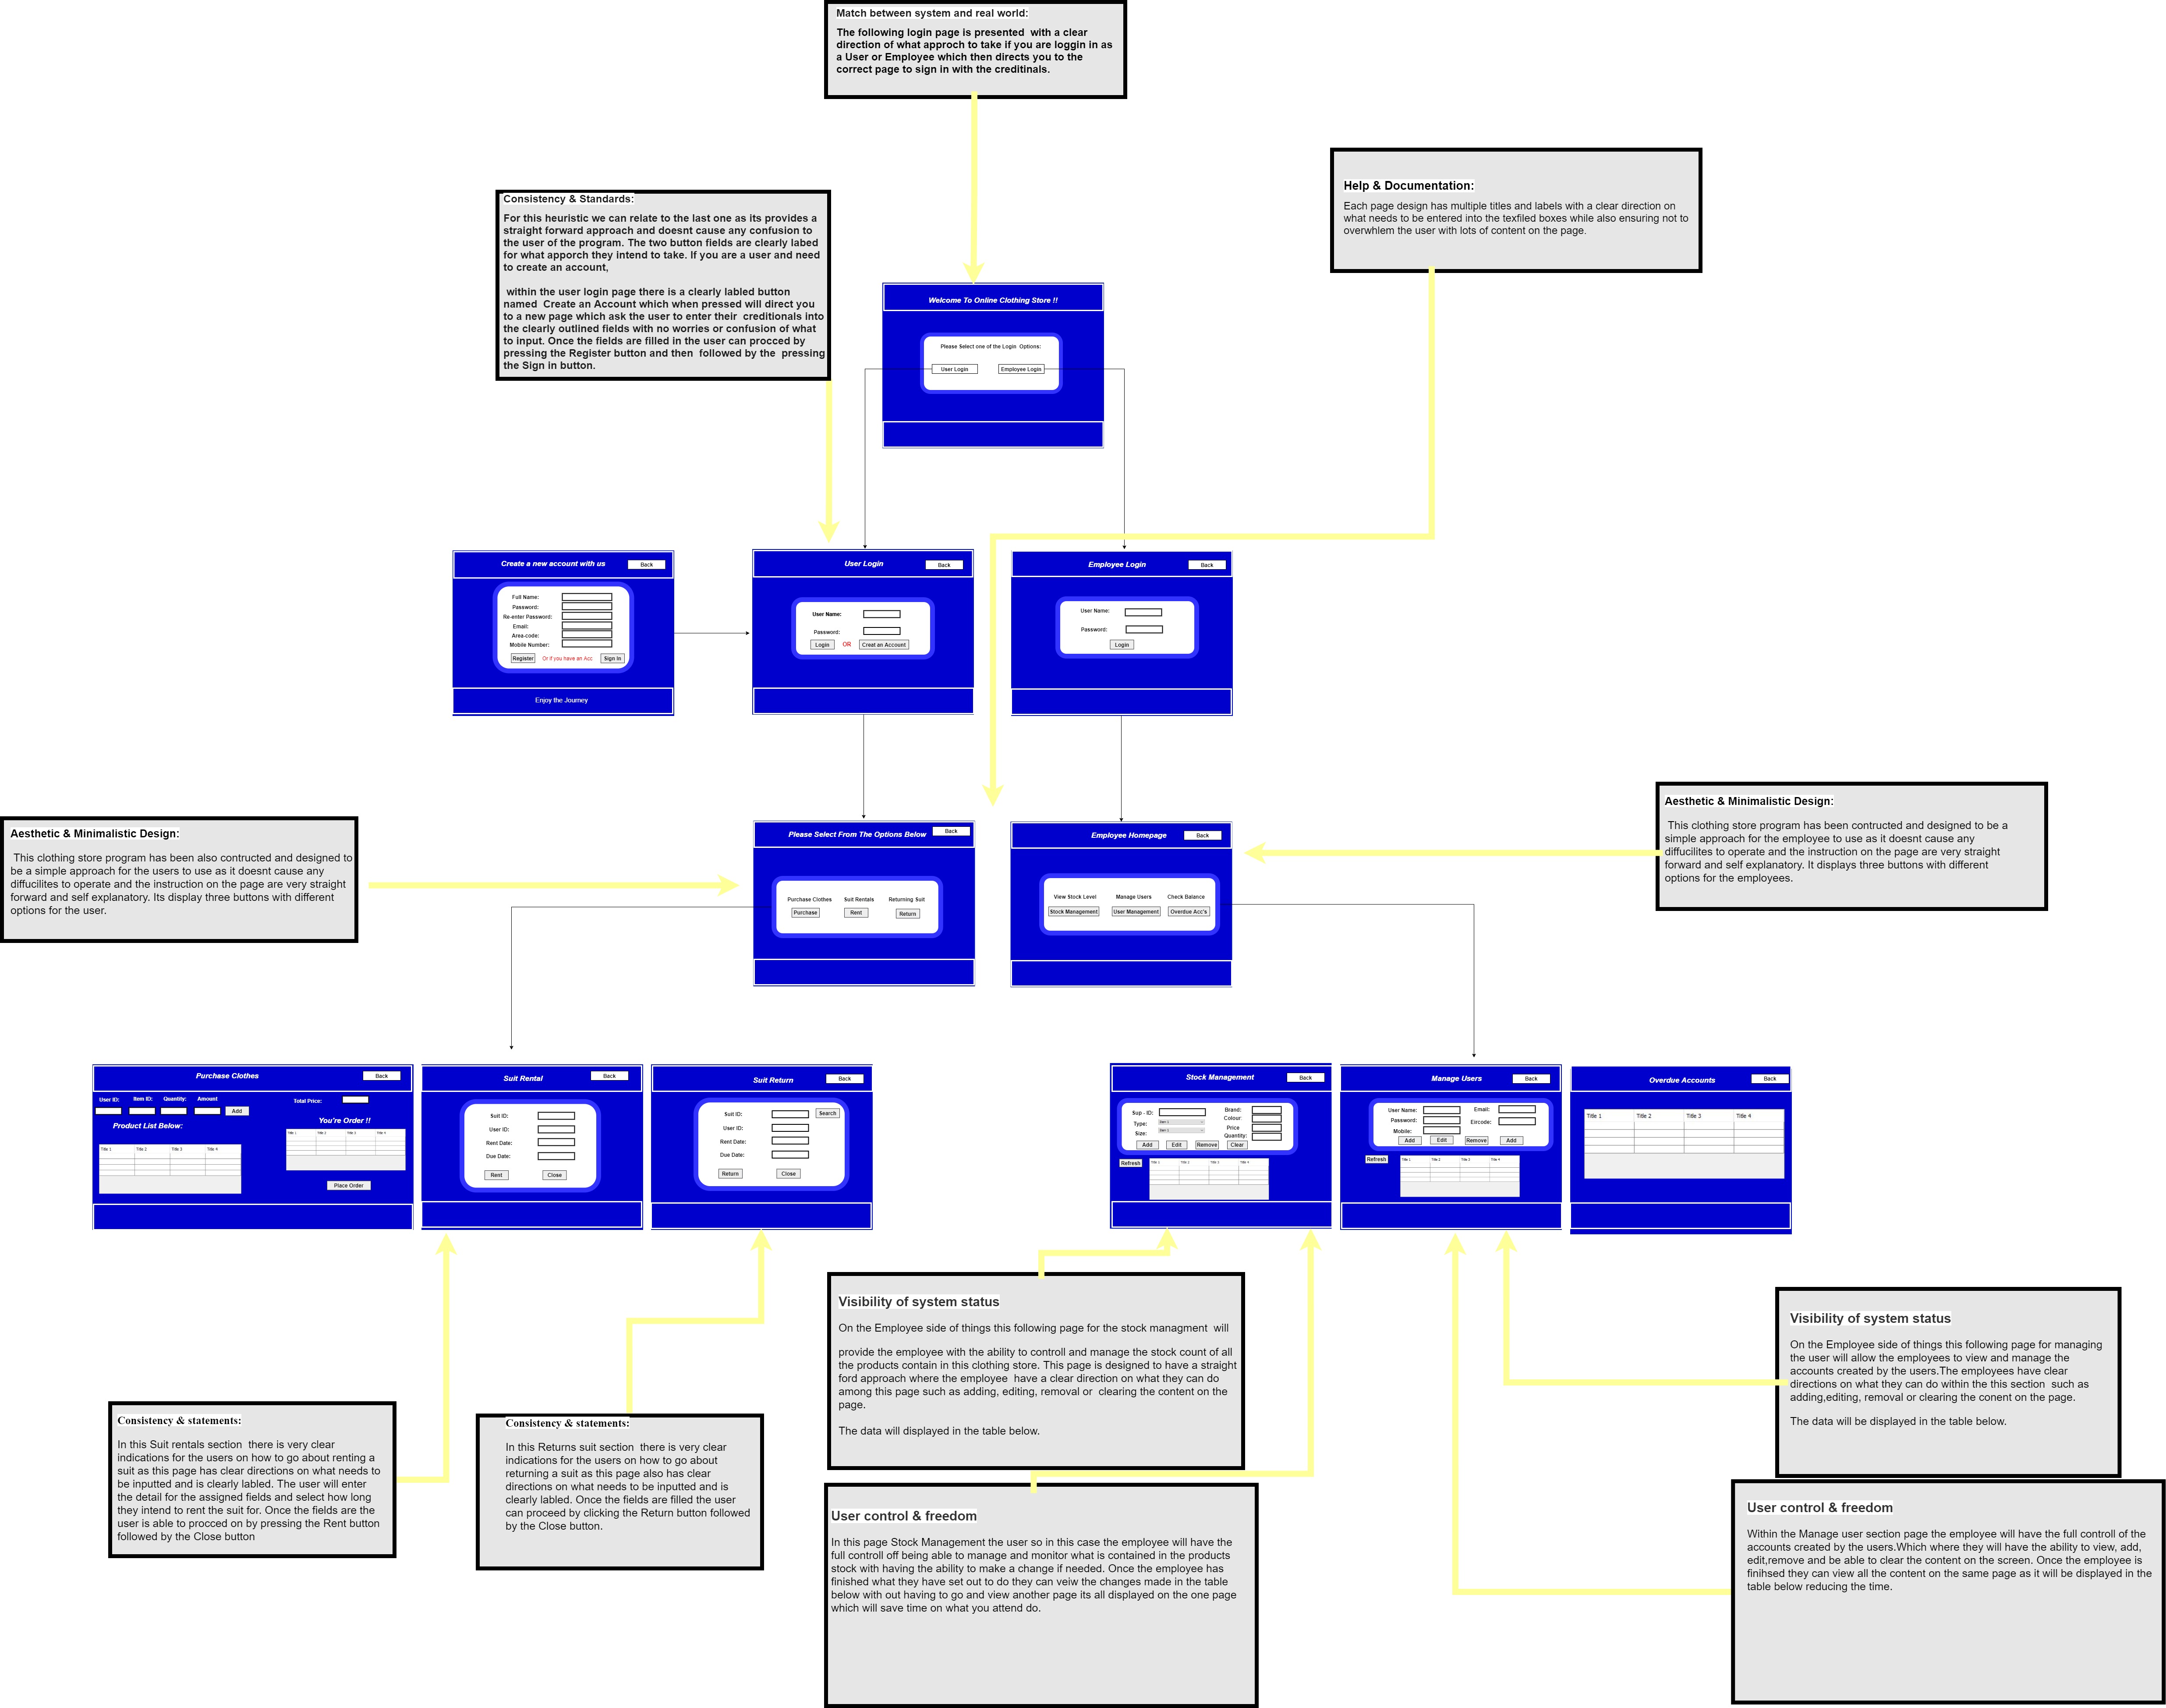 Match between system and real world:
The following login page is presented  with a clear
direction of what approch to take if you are loggin in as
a User or Employee which then directs you to the
correct page to sign in with the creditinals.
Help & Documentation:
Each page design has multiple titles and labels with a clear direction on
what needs to be entered into the texfiled boxes while also ensuring not to
overwhlem the user with lots of content on the page.
Consistency & Standards:
For this heuristic we can relate to the last one as its provides a
straight forward approach and doesnt cause any confusion to
the user of the program. The two button fields are clearly labed
for what apporch they intend to take. If you are a user and need
to create an account,
within the user login page there is a clearly labled button
named  Create an Account which when pressed will direct you
to a new page which ask the user to enter their  creditionals into
the clearly outlined fields with no worries or confusion of what
to input. Once the fields are filled in the user can procced by
pressing the Register button and then  followed by the  pressing
the Sign in button.
Welcome To Online Clothing Store !!
Please Select one of the Login  Options:
User Login
Employee Login
Create a new account with us
Back
Full Name:
Password:
Re-enter Password:
Email:
Area-code:
Mobile Number:
Register
Or if you have an Acc
Sign In
Enjoy the Journey
User Login
Back
User Name:
Password:
Login
OR
Creat an Account
Employee Login
Back
User Name:
Password:
Login
Aesthetic & Minimalistic Design:
This clothing store program has been also contructed and designed to
be a simple approach for the users to use as it doesnt cause any
diffucilites to operate and the instruction on the page are very straight
forward and self explanatory. Its display three buttons with different
options for the user.
Please Select From The Options Below
Back
Purchase Clothes
Suit Rentals
Returning Suit
Purchase
Rent
Return
Employee Homepage
Back
View Stock Level
Manage Users
Check Balance
Stock Management
User Management
Overdue Acc's
Aesthetic & Minimalistic Design:
This clothing store program has been contructed and designed to be a
simple approach for the employee to use as it doesnt cause any
diffucilites to operate and the instruction on the page are very straight
forward and self explanatory. It displays three buttons with different
options for the employees.
Purchase Clothes
Back
User ID:
Item ID:
Quantity:
Amount
Add
Total Price:
Product List Below:
You're Order !!
Title 1
Title 2
Title 3
Title 4
Title 1
Title 2
Title 3
Title 4
Place Order
Suit Rental
Back
Suit ID:
User ID:
Rent Date:
Due Date:
Rent
Close
Suit Return
Back
Suit ID:
Search
User ID:
Rent Date:
Due Date:
Return
Close
Stock Management
Back
Sup - ID:
Type:
Item 1
Size:
Item 1
Brand:
Colour:
Price
Quantity:
Add
Edit
Remove
Clear
Refresh
Title 1
Title 2
Title 3
Title 4
Manage Users
Back
User Name:
Password:
Mobile:
Email:
Eircode:
Add
Edit
Remove
Add
Refresh
Title 1
Title 2
Title 3
Title 4
Overdue Accounts
Back
Title 1
Title 2
Title 3
Title 4
Consistency & statements:
In this Suit rentals section  there is very clear
indications for the users on how to go about renting a
suit as this page has clear directions on what needs to
be inputted and is clearly labled. The user will enter
the detail for the assigned fields and select how long
they intend to rent the suit for. Once the fields are the
user is able to procced on by pressing the Rent button
followed by the Close button
Consistency & statements:
In this Returns suit section  there is very clear
indications for the users on how to go about
returning a suit as this page also has clear
directions on what needs to be inputted and is
clearly labled. Once the fields are filled the user
can proceed by clicking the Return button followed
by the Close button.
Visibility of system status
On the Employee side of things this following page for the stock managment  will
provide the employee with the ability to controll and manage the stock count of all
the products contain in this clothing store. This page is designed to have a straight
ford approach where the employee  have a clear direction on what they can do
among this page such as adding, editing, removal or  clearing the content on the
page.
The data will displayed in the table below.
User control & freedom
In this page Stock Management the user so in this case the employee will have the
full controll off being able to manage and monitor what is contained in the products
stock with having the ability to make a change if needed. Once the employee has
finished what they have set out to do they can veiw the changes made in the table
below with out having to go and view another page its all displayed on the one page
which will save time on what you attend do.
Visibility of system status
On the Employee side of things this following page for managing
the user will allow the employees to view and manage the
accounts created by the users.The employees have clear
directions on what they can do within the this section  such as
adding,editing, removal or clearing the conent on the page.
The data will be displayed in the table below.
User control & freedom
Within the Manage user section page the employee will have the full controll of the
accounts created by the users.Which where they will have the ability to view, add,
edit,remove and be able to clear the content on the screen. Once the employee is
finihsed they can view all the content on the same page as it will be displayed in the
table below reducing the time.